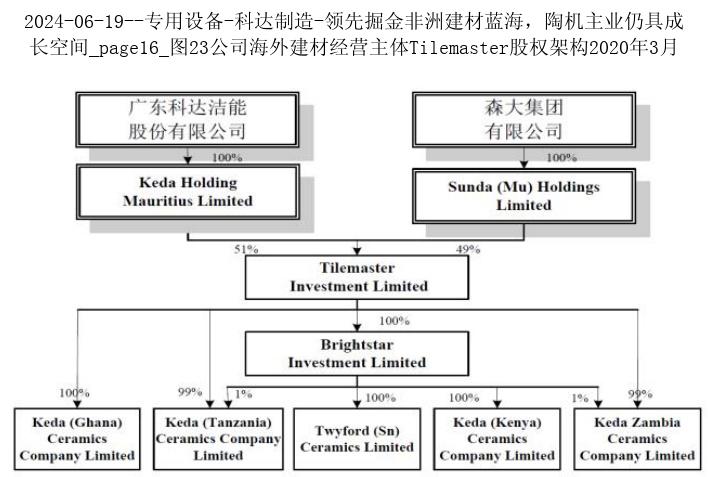 2024-06-19--专用设备-科达制造-领先掘金非洲建材蓝海，陶机主业仍具成
长空间_page16_图23公司海外建材经营主体Tilemaster股权架构2020年3月
广东科达洁能
股份有限公司
森大集团
有限公司
100%
100%
Keda Holding
Mauritius Limited
Sunda (Mu) Holdings
Limited
51%
49%
Tilemaster
Investment Limited
100%
Brightstar
Investment Limited
100%
99%
1%
100%
100%
1%
99%
Keda (Ghana)
Ceramics
Company Limited
Keda (Tanzania)
Ceramics Company
Limited
Twyford (Sn)
Ceramics Limited
Keda (Kenya)
Ceramics
Company Limited
Keda Zambia
Ceramics
Company Limited